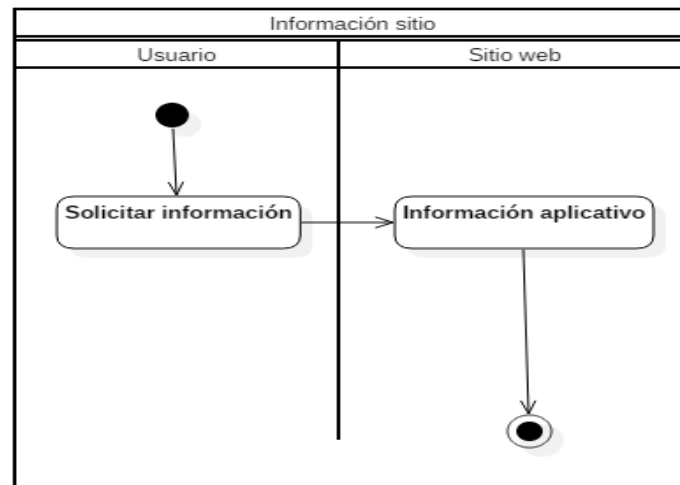 Información sitio
Usuario
Sitio web
Solicitar información
Información aplicativo